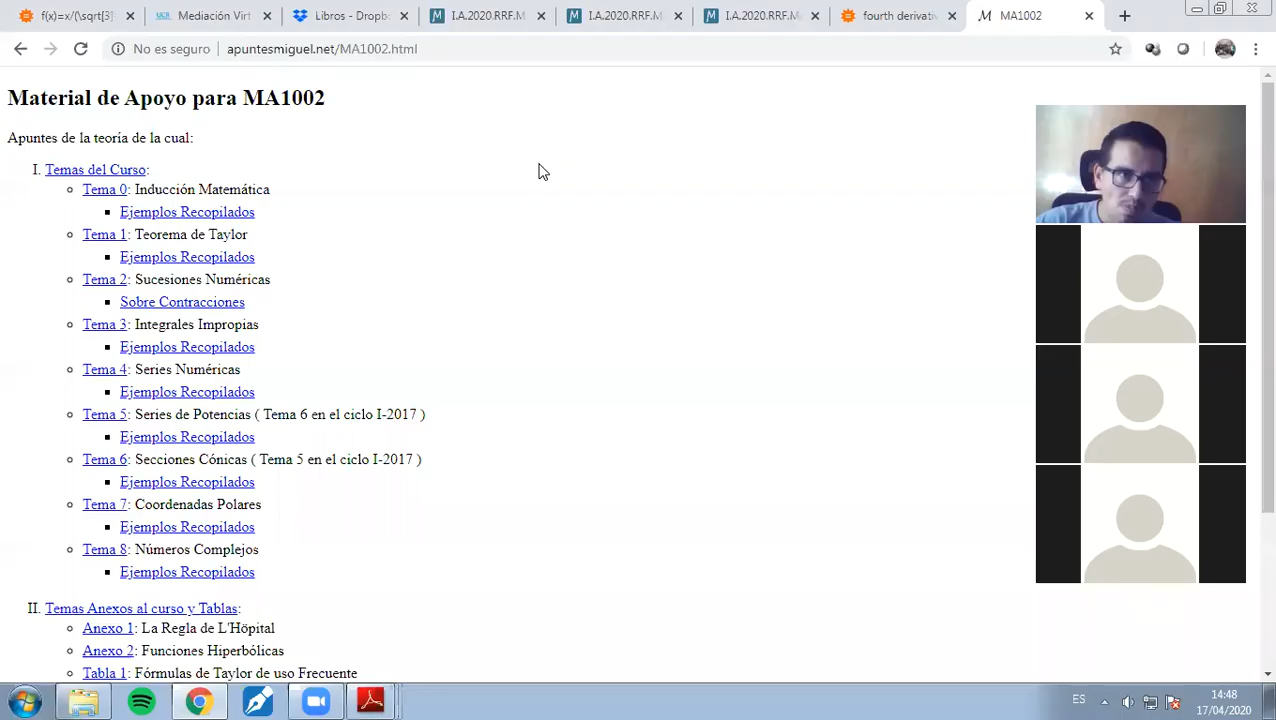 f(x)=x/(\sqrt[3]
Mediación Virt
Libros - Dropb
I.A.2020.RRF.M
I.A.2020.RRF.M
I.A.2020.RRF.M
fourth derivati
MA1002
No es seguro
apuntesmiguel.net/MA1002.html
Material de Apoyo para MA1002
Apuntes de la teoría de la cual:
I. Temas del Curso:
Tema 0: Inducción Matemática
Ejemplos Recopilados
Tema 1: Teorema de Taylor
Ejemplos Recopilados
Tema 2: Sucesiones Numéricas
Sobre Contracciones
Tema 3: Integrales Impropias
Ejemplos Recopilados
Tema 4: Series Numéricas
Ejemplos Recopilados
Tema 5: Series de Potencias ( Tema 6 en el ciclo I-2017 )
Ejemplos Recopilados
Tema 6: Secciones Cónicas ( Tema 5 en el ciclo I-2017 )
Ejemplos Recopilados
Tema 7: Coordenadas Polares
Ejemplos Recopilados
Tema 8: Números Complejos
Ejemplos Recopilados
II. Temas Anexos al curso y Tablas:
Anexo 1: La Regla de L'Höpital
Anexo 2: Funciones Hiperbólicas
Tabla 1: Fórmulas de Taylor de uso Frecuente
ES
14:48
17/04/2020